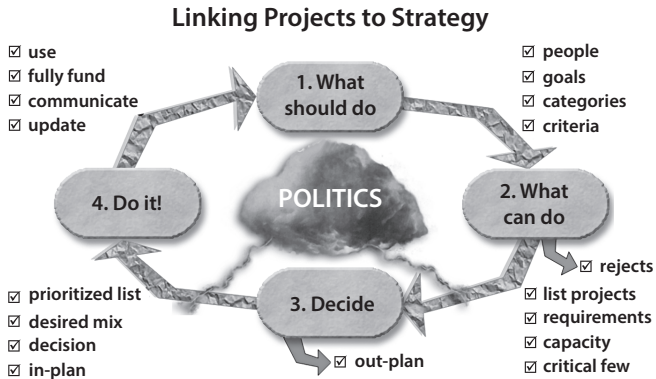 Linking Projects to Strategy
☑ use
☑ fully fund
☑ communicate
☑ update
1. What
should do
☑ people
☑ goals
☑ categories
☑ criteria
4. Do it!
POLITICS
2. What
can do
☑ rejects
☑ prioritized list
☑ desired mix
☑ decision
☑ in-plan
3. Decide
☑ out-plan
☑ list projects
☑ requirements
☑ capacity
☑ critical few